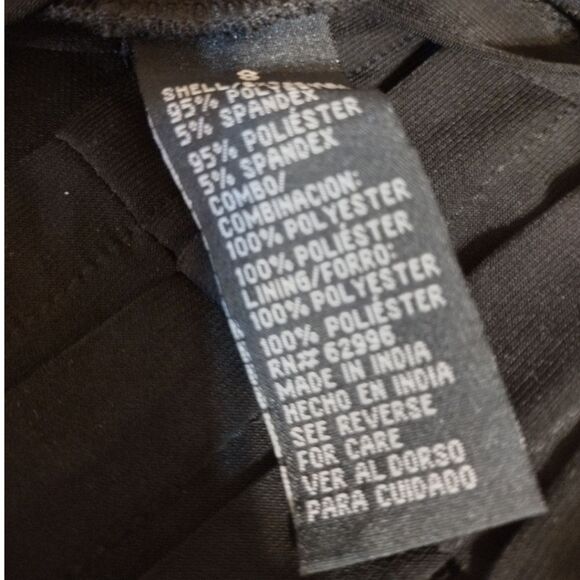 SHELL
95% POLYESTER
5% SPANDEX
95% POLIÉSTER
5% SPANDEX
COMBO/
COMBINACION:
100% POLYESTER
100% POLIÉSTER
LINING/FORRO:
100% POLYESTER
100% POLIÉSTER
RN# 62996
MADE IN INDIA
HECHO EN INDIA
SEE REVERSE
FOR CARE
VER AL DORSO
PARA CUIDADO